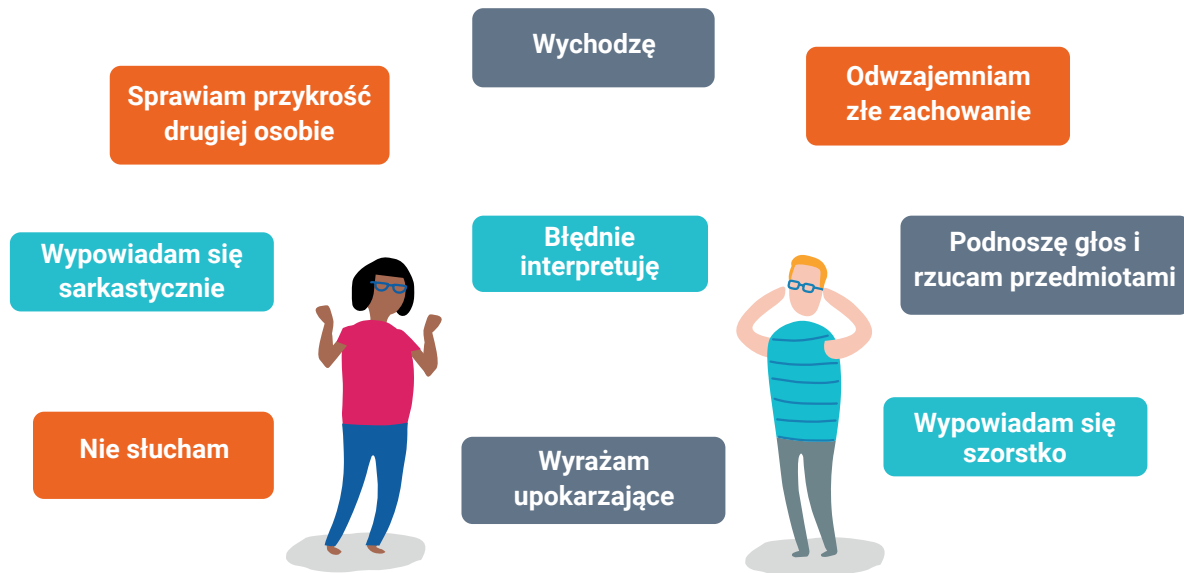 Wychodzę
Sprawiam przykrość
drugiej osobie
Odwzajemniam
złe zachowanie
Wypowiadam się
sarkastycznie
Błędnie
interpretuję
Podnoszę głos i
rzucam przedmiotami
Nie słucham
Wyrażam
upokarzające
Wypowiadam się
szorstko